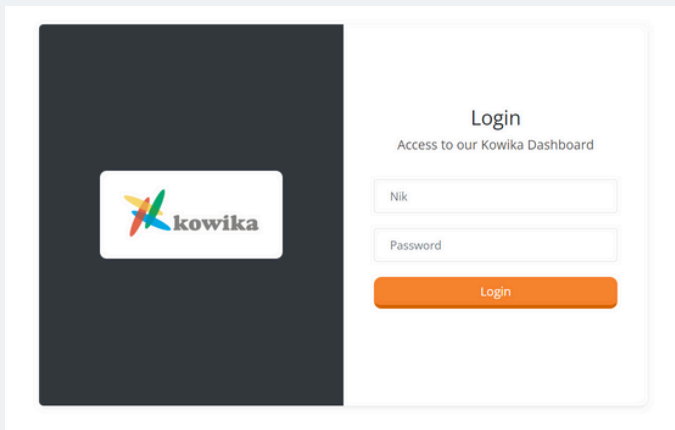 kowika
Login
Access to our Kowika Dashboard
Nik
Password
Login